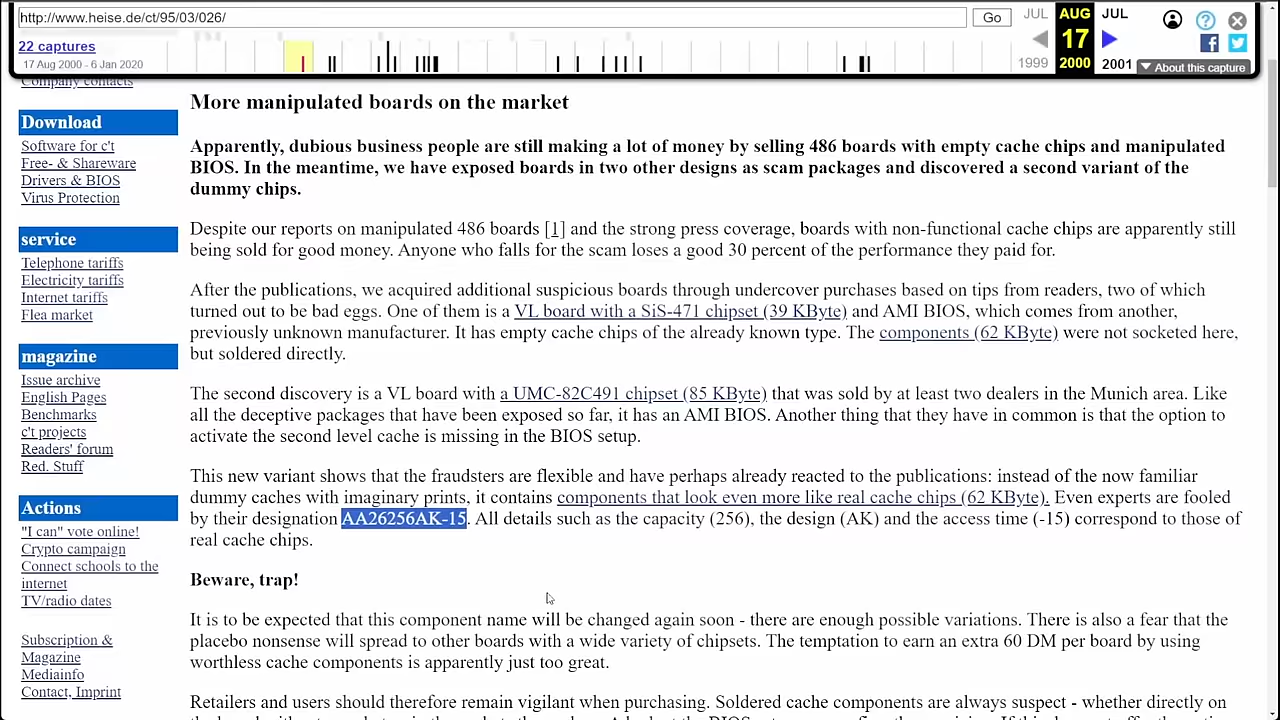 http://www.heise.de/ct/95/03/026/
Go
JUL
AUG
JUL
22 captures
17
17 Aug 2000 - 6 Jan 2020
1999
2000
2001
About this capture
Company contacts
Download
Software for c't
Free- & Shareware
Drivers & BIOS
Virus Protection
service
Telephone tariffs
Electricity tariffs
Internet tariffs
Flea market
magazine
Issue archive
English Pages
Benchmarks
c't projects
Readers' forum
Red. Stuff
Actions
"I can" vote online!
Crypto campaign
Connect schools to the
internet
TV/radio dates
Subscription &
Magazine
Mediainfo
Contact, Imprint
More manipulated boards on the market
Apparently, dubious business people are still making a lot of money by selling 486 boards with empty cache chips and manipulated
BIOS. In the meantime, we have exposed boards in two other designs as scam packages and discovered a second variant of the
dummy chips.
Despite our reports on manipulated 486 boards [1] and the strong press coverage, boards with non-functional cache chips are apparently still
being sold for good money. Anyone who falls for the scam loses a good 30 percent of the performance they paid for.
After the publications, we acquired additional suspicious boards through undercover purchases based on tips from readers, two of which
turned out to be bad eggs. One of them is a VL board with a SiS-471 chipset (39 KByte) and AMI BIOS, which comes from another,
previously unknown manufacturer. It has empty cache chips of the already known type. The components (62 KByte) were not socketed here,
but soldered directly.
The second discovery is a VL board with a UMC-82C491 chipset (85 KByte) that was sold by at least two dealers in the Munich area. Like
all the deceptive packages that have been exposed so far, it has an AMI BIOS. Another thing that they have in common is that the option to
activate the second level cache is missing in the BIOS setup.
This new variant shows that the fraudsters are flexible and have perhaps already reacted to the publications: instead of the now familiar
dummy caches with imaginary prints, it contains components that look even more like real cache chips (62 KByte). Even experts are fooled
by their designation AA26256AK-15. All details such as the capacity (256), the design (AK) and the access time (-15) correspond to those of
real cache chips.
Beware, trap!
It is to be expected that this component name will be changed again soon - there are enough possible variations. There is also a fear that the
placebo nonsense will spread to other boards with a wide variety of chipsets. The temptation to earn an extra 60 DM per board by using
worthless cache components is apparently just too great.
Retailers and users should therefore remain vigilant when purchasing. Soldered cache components are always suspect - whether directly on